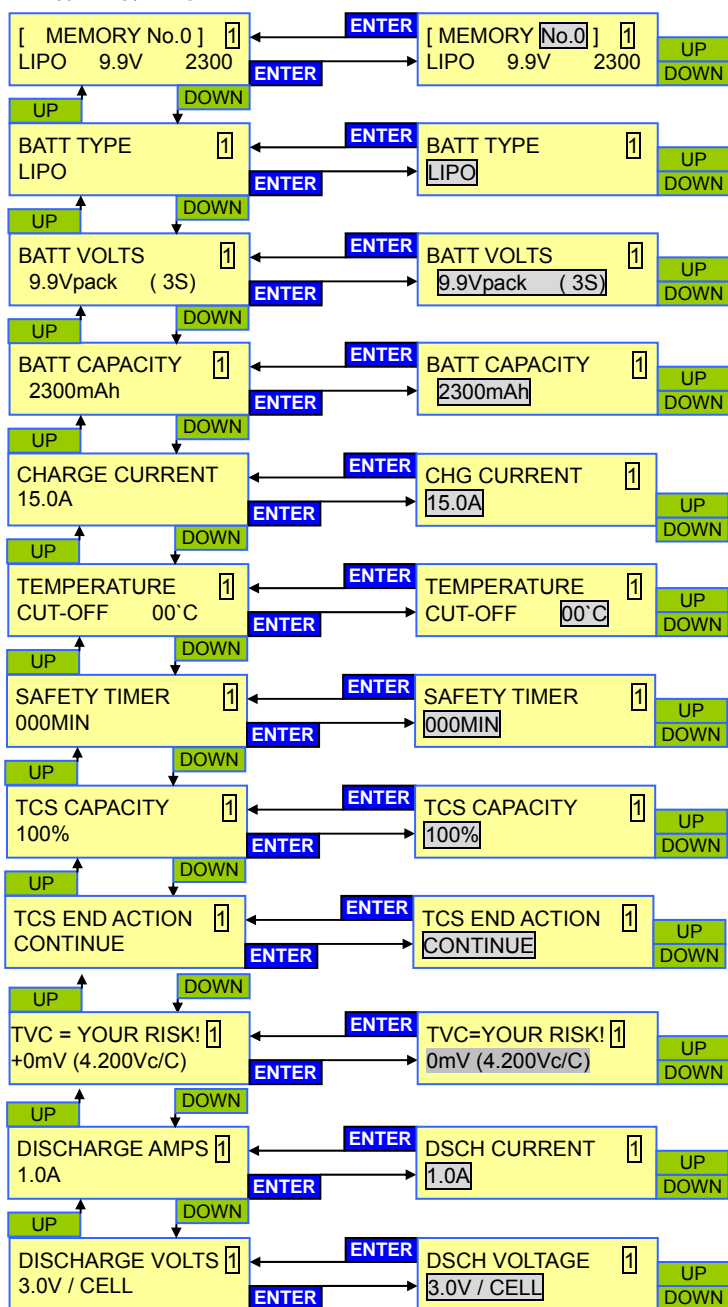 ENTER
[ MEMORY No.0 ] 1
LIPO 9.9V 2300
[ MEMORY No.0 ] 1
LIPO 9.9V 2300
UP
DOWN
ENTER
UP
DOWN
ENTER
BATT TYPE 1
LIPO
BATT TYPE 1
LIPO
UP
DOWN
ENTER
UP
DOWN
ENTER
BATT VOLTS 1
9.9Vpack ( 3S)
BATT VOLTS 1
9.9Vpack ( 3S)
UP
DOWN
ENTER
UP
DOWN
ENTER
BATT CAPACITY 1
2300mAh
BATT CAPACITY 1
2300mAh
UP
DOWN
ENTER
UP
DOWN
ENTER
CHARGE CURRENT
15.0A
CHG CURRENT 1
15.0A
UP
DOWN
ENTER
UP
DOWN
ENTER
TEMPERATURE 1
CUT-OFF 00`C
TEMPERATURE 1
CUT-OFF 00`C
UP
DOWN
ENTER
UP
DOWN
ENTER
SAFETY TIMER 1
000MIN
SAFETY TIMER 1
000MIN
UP
DOWN
ENTER
UP
DOWN
ENTER
TCS CAPACITY 1
100%
TCS CAPACITY 1
100%
UP
DOWN
ENTER
UP
DOWN
ENTER
TCS END ACTION 1
CONTINUE
TCS END ACTION 1
CONTINUE
UP
DOWN
ENTER
UP
DOWN
ENTER
TVC = YOUR RISK! 1
+0mV (4.200Vc/C)
TVC=YOUR RISK! 1
0mV (4.200Vc/C)
UP
DOWN
ENTER
UP
DOWN
ENTER
DISCHARGE AMPS 1
1.0A
DSCH CURRENT 1
1.0A
UP
DOWN
ENTER
UP
DOWN
ENTER
DISCHARGE VOLTS 1
3.0V / CELL
DSCH VOLTAGE 1
3.0V / CELL
UP
DOWN
ENTER